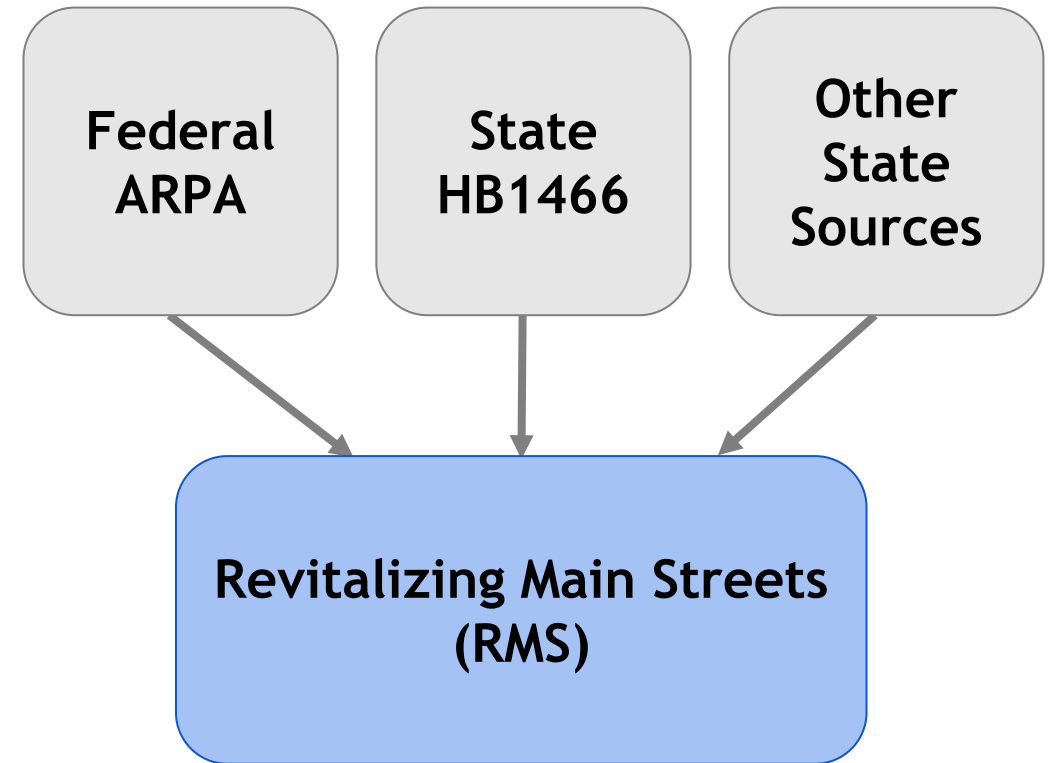 Federal
ARPA
State
HB1466
Other
State
Sources
Revitalizing Main Streets
(RMS)